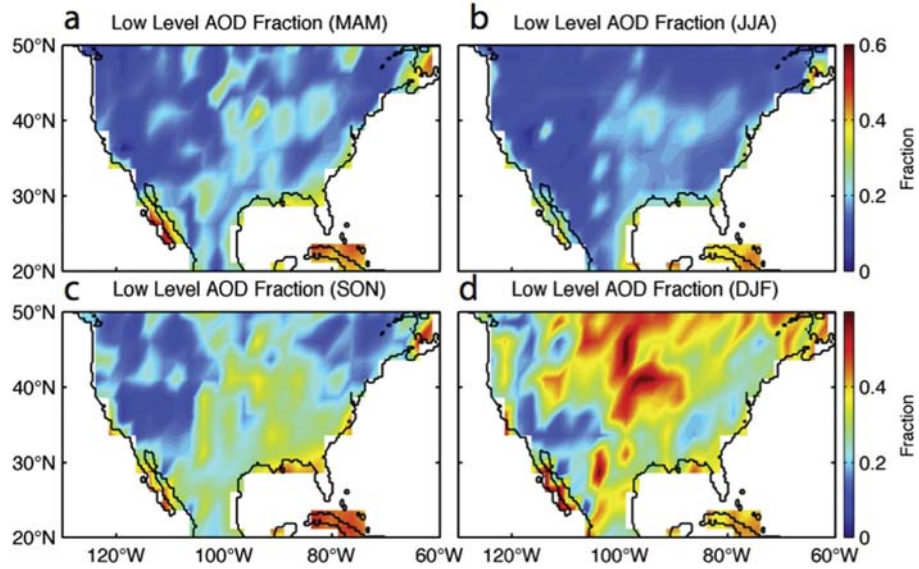 a Low Level AOD Fraction (MAM)
b Low Level AOD Fraction (JJA)
50°N
40°N
30°N
20°N
0.6
0.4
0.2
0
Fraction
c Low Level AOD Fraction (SON)
d Low Level AOD Fraction (DJF)
50°N
40°N
30°N
20°N
0.4
0.2
0
Fraction
120°W 100°W 80°W 60°W
120°W 100°W 80°W 60°W